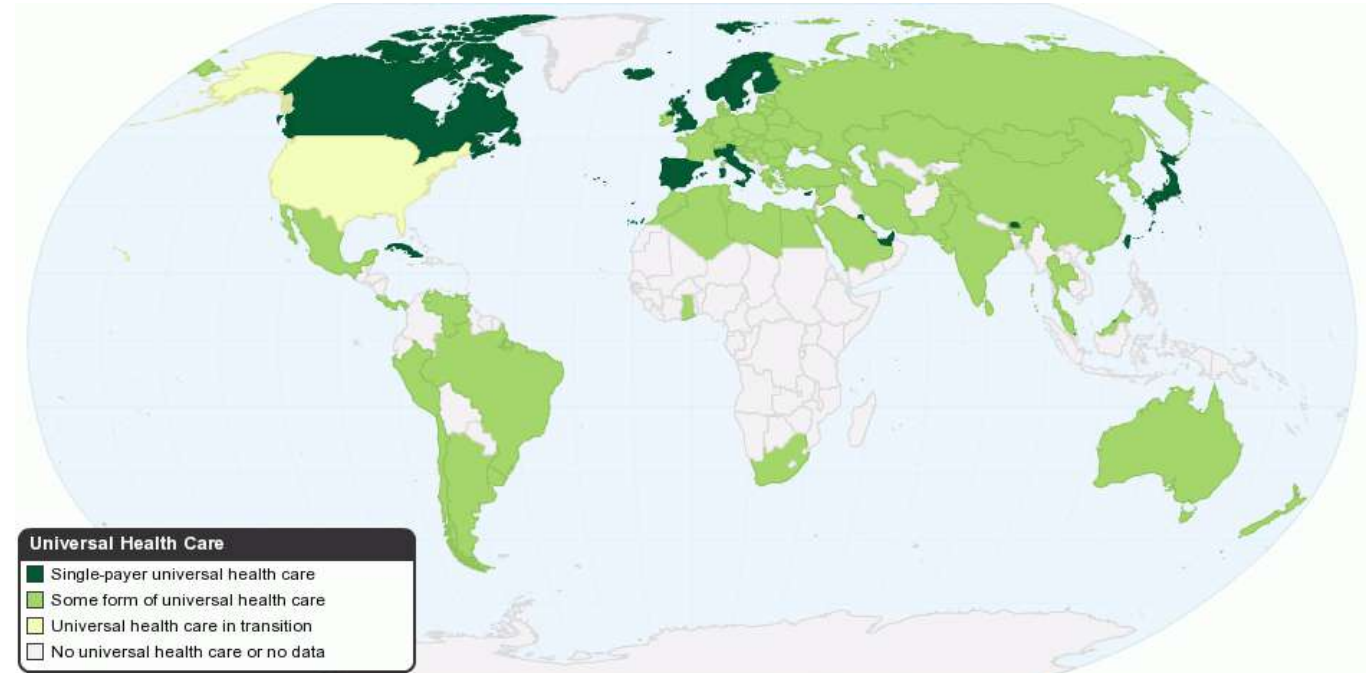 Universal Health Care
Single-payer universal health care
Some form of universal health care
Universal health care in transition
No universal health care or no data